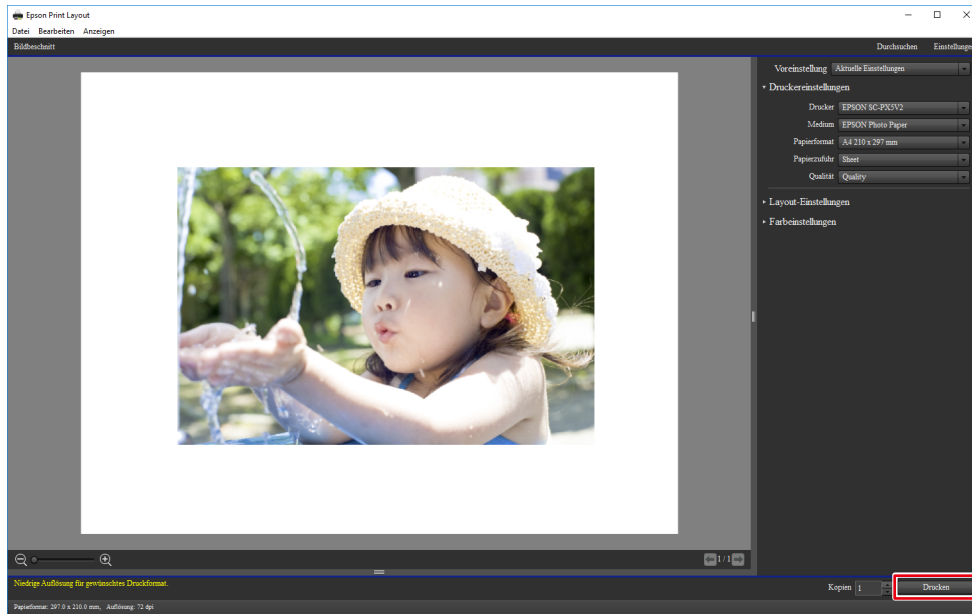 Epson Print Layout
Datei Bearbeiten Anzeigen
Bildbeschnitt
Durchsuchen Einstellungen
Voreinstellung Aktuelle Einstellungen
Druckereinstellungen
Drucker EPSON SC-PX5V2
Medium EPSON Photo Paper
Papierformat A4 210 x 297 mm
Papierzufuhr Sheet
Qualität Quality
Layout-Einstellungen
Farbeinstellungen
1 / 1
Niedrige Auflösung für gewünschtes Druckformat.
Kopien 1 Drucken
Papierformat: 297.0 x 210.0 mm, Auflösung: 72 dpi